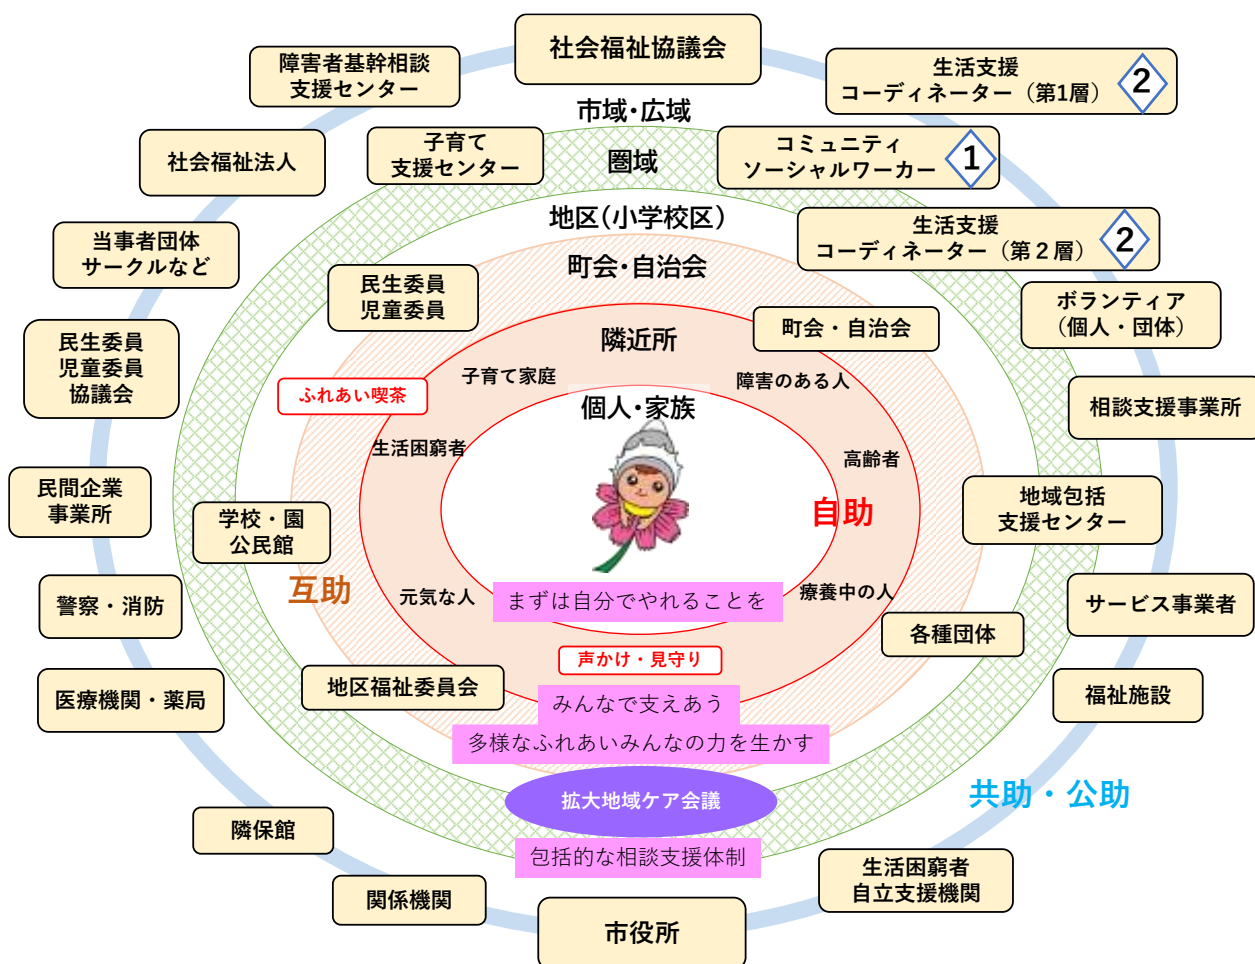 社会福祉協議会
障害者基幹相談
支援センター
生活支援
コーディネーター（第1層）
2
市域・広域
子育て
支援センター
圏域
コミュニティ
ソーシャルワーカー
1
社会福祉法人
地区（小学校区）
生活支援
コーディネーター（第２層）
2
当事者団体
サークルなど
町会・自治会
民生委員
児童委員
ボランティア
（個人・団体）
町会・自治会
隣近所
民生委員
児童委員
協議会
子育て家庭
障害のある人
ふれあい喫茶
個人・家族
相談支援事業所
生活困窮者
高齢者
民間企業
事業所
学校・園
公民館
自助
地域包括
支援センター
互助
元気な人
まずは自分でやれることを
療養中の人
警察・消防
サービス事業者
各種団体
声かけ・見守り
医療機関・薬局
地区福祉委員会
みんなで支えあう
福祉施設
多様なふれあいみんなの力を生かす
拡大地域ケア会議
共助・公助
隣保館
包括的な相談支援体制
関係機関
生活困窮者
自立支援機関
市役所